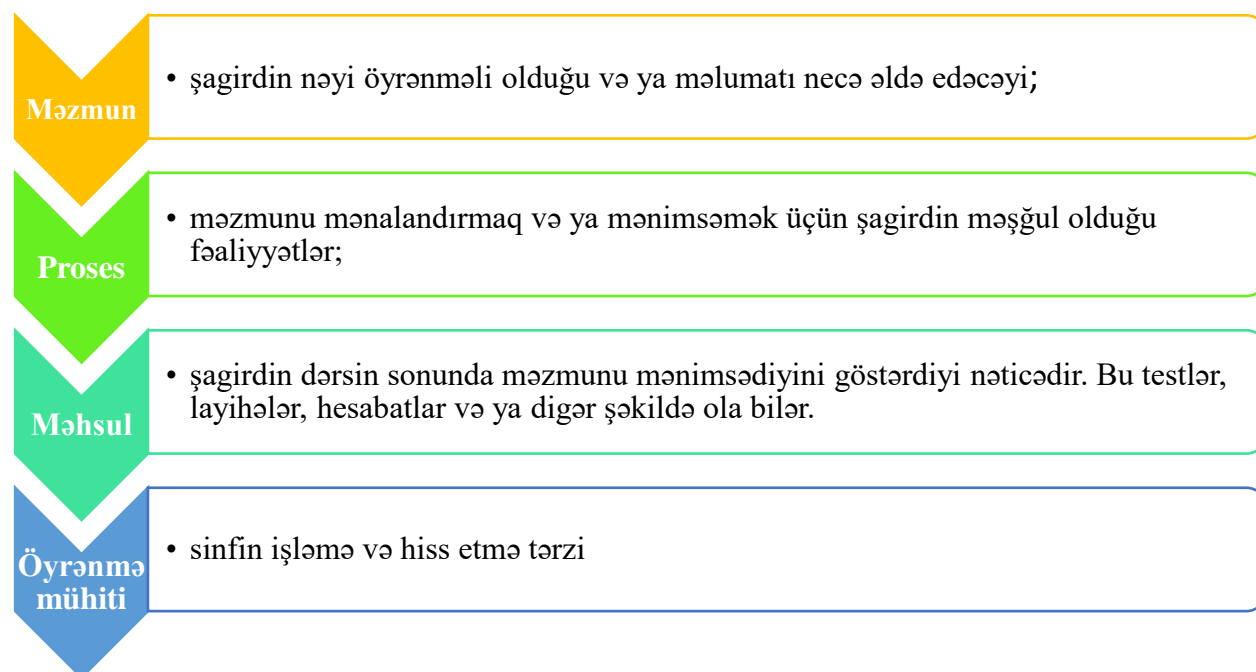 Məzmun
• şagirdin nəyi öyrənməli olduğu və ya məlumatı necə əldə edəcəyi;
Proses
• məzmunu mənalandırmaq və ya mənimsəmək üçün şagirdin məşğul olduğu
fəaliyyətlər;
Məhsul
• şagirdin dərsin sonunda məzmunu mənimsədiyini göstərdiyi nəticədir. Bu testlər,
layihələr, hesabatlar və ya digər şəkildə ola bilər.
Öyrənmə
mühiti
• sinfin işləmə və hiss etmə tərzi